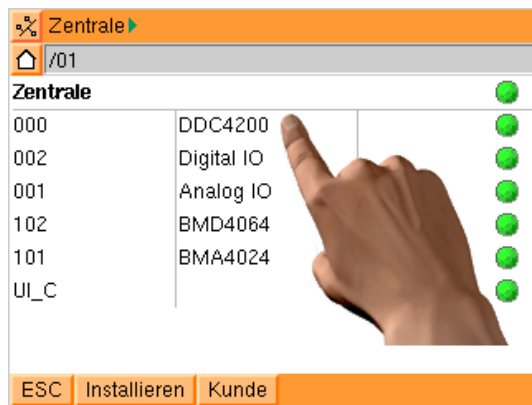 Zentrale
/01
Zentrale
000 DDC4200
002 Digital IO
001 Analog IO
102 BMD4064
101 BMA4024
UI_C
ESC Installieren Kunde